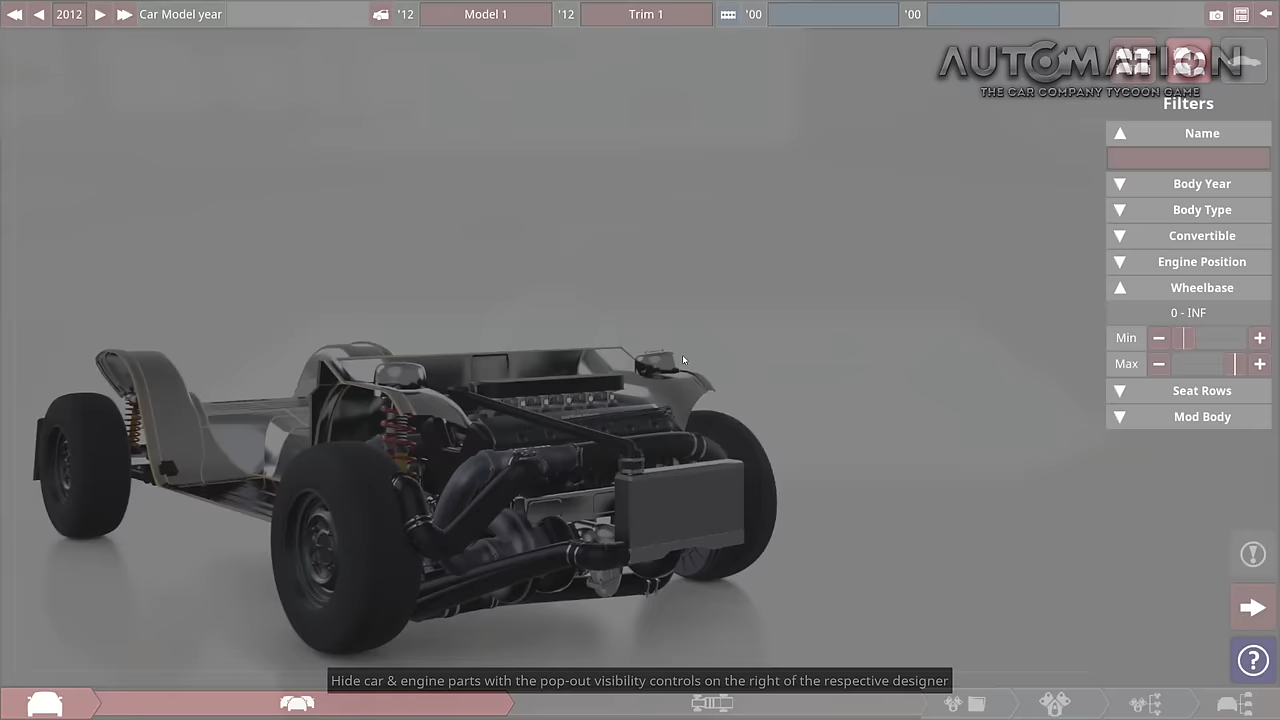 2012 Car Model year '12 Model 1 '12 Trim 1 '00 '00
AUTOMATION
THE CAR COMPANY TYCOON GAME
Filters
Name
Body Year
Body Type
Convertible
Engine Position
Wheelbase
0 - INF
Min
Max
Seat Rows
Mod Body
Hide car & engine parts with the pop-out visibility controls on the right of the respective designer